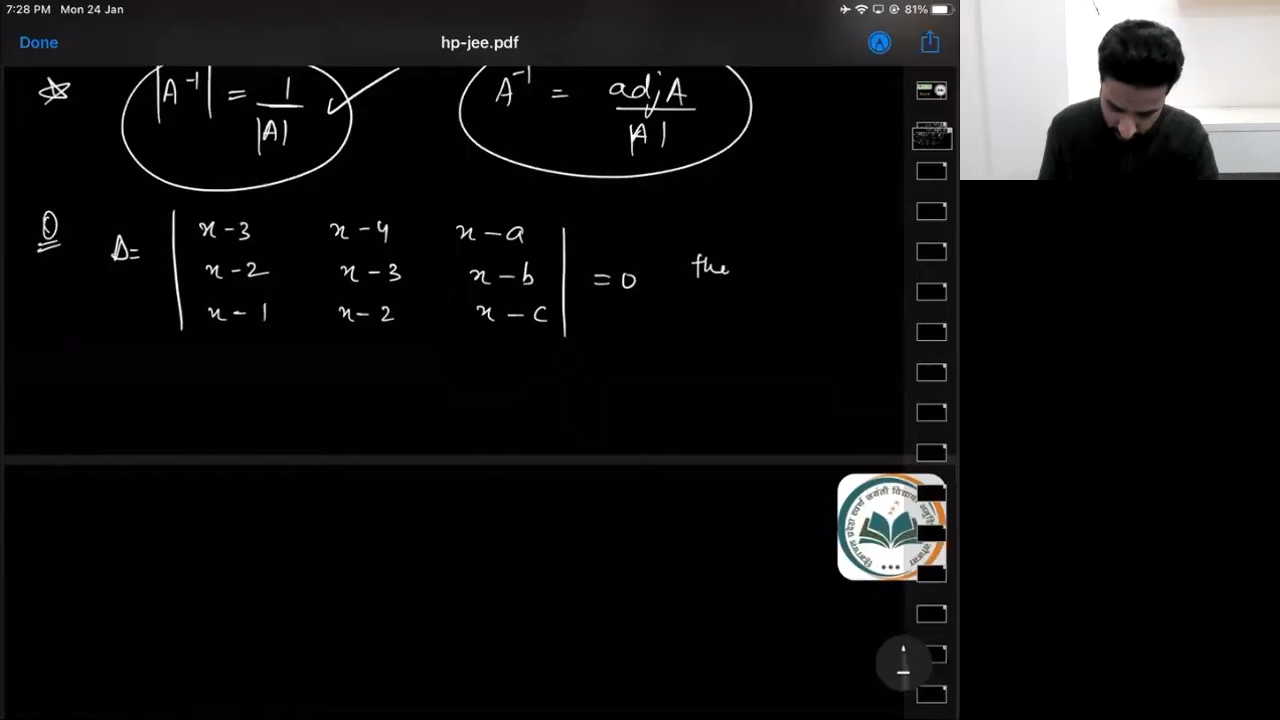 7:28 PM Mon 24 Jan 81%
Done hp-jee.pdf
|A⁻¹| = 1/|A| A⁻¹ = adjA/|A|
Q Δ = | x-3 x-4 x-a |
| x-2 x-3 x-b | = 0 the
| x-1 x-2 x-c |